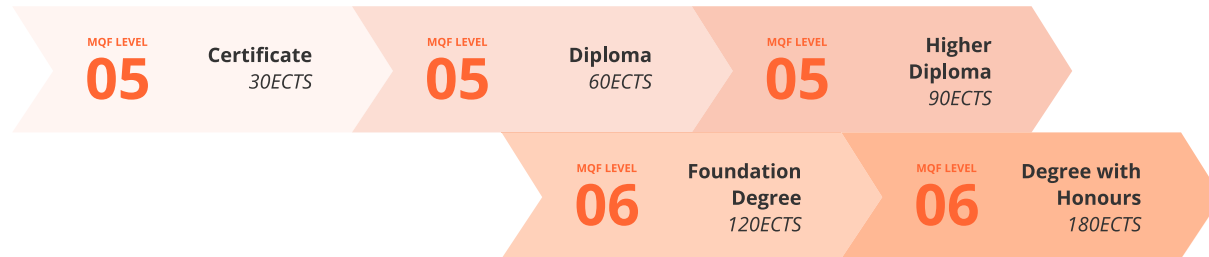 MQF LEVEL
05
Certificate
30ECTS
MQF LEVEL
05
Diploma
60ECTS
MQF LEVEL
05
Higher
Diploma
90ECTS
MQF LEVEL
06
Foundation
Degree
120ECTS
MQF LEVEL
06
Degree with
Honours
180ECTS